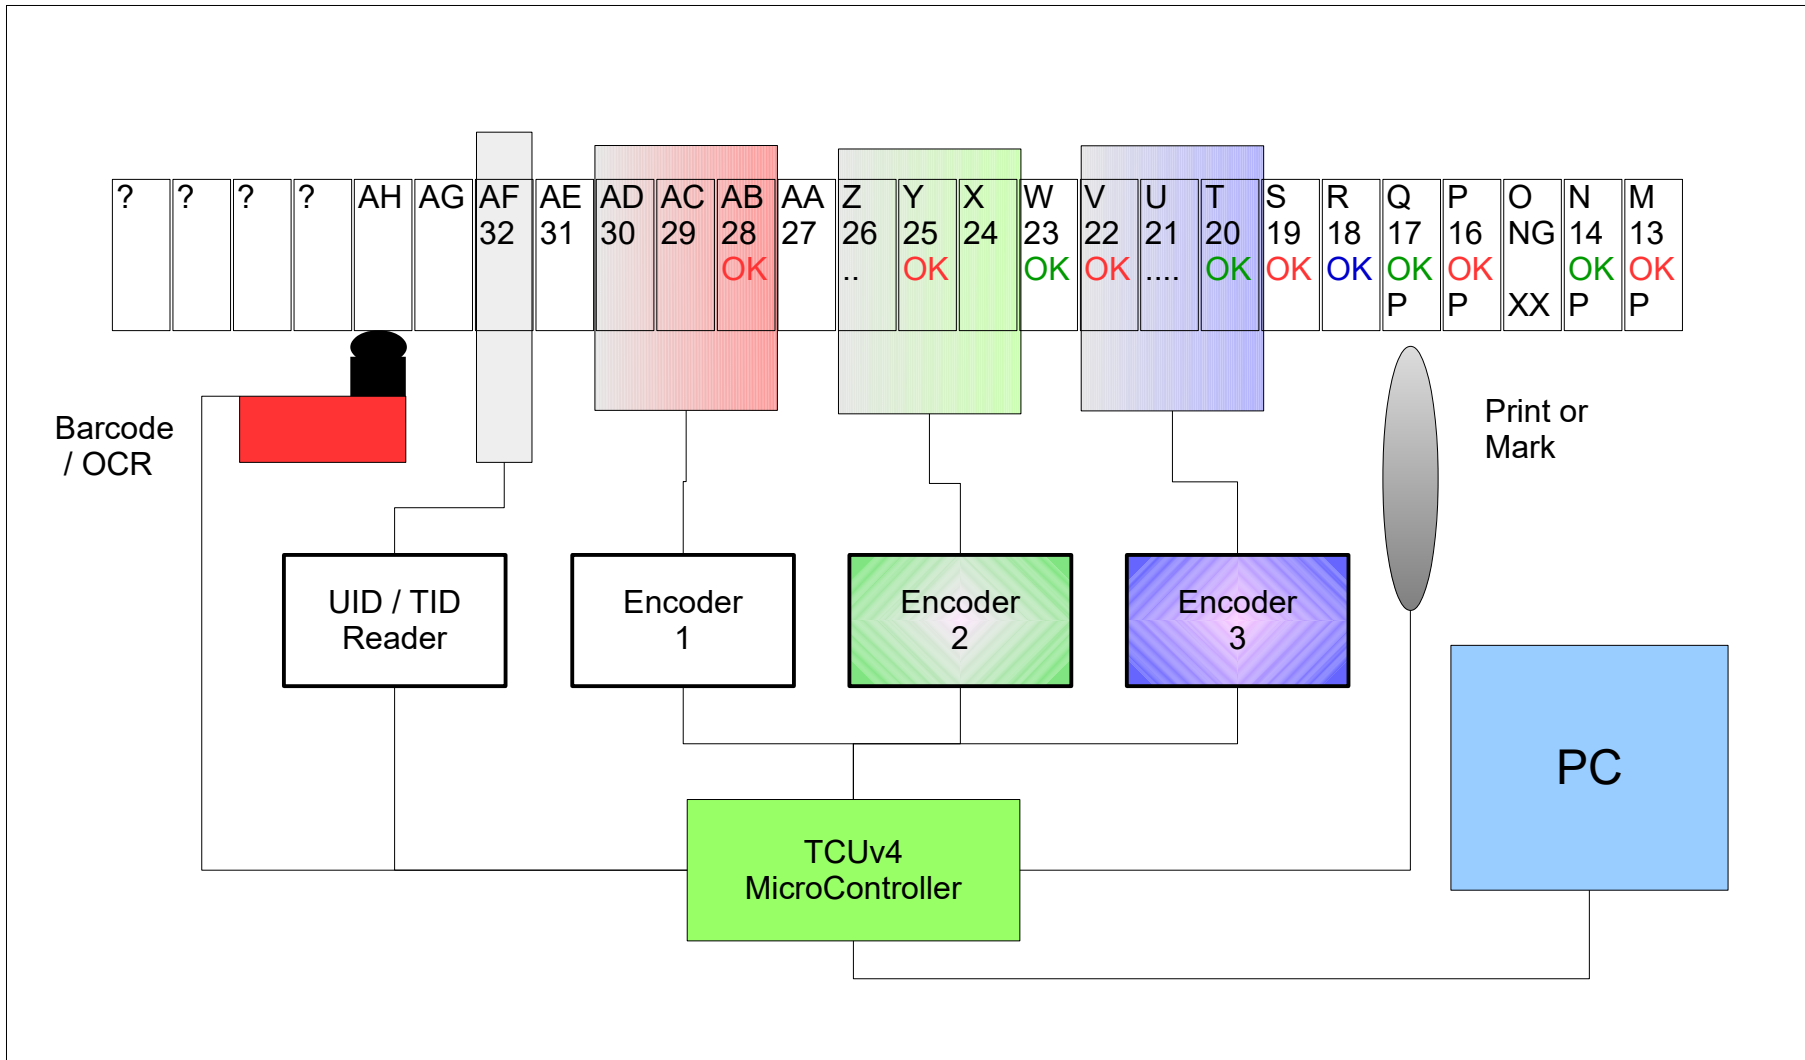 ? ? ? ? AH AG AF AE AD AC AB AA Z Y X W V U T S R Q P O N M
32 31 30 29 28 27 26 25 24 23 22 21 20 19 18 17 16 NG 14 13
OK .. OK OK OK .... OK OK OK OK OK OK OK
P P XX P P
Barcode
/ OCR
Print or
Mark
UID / TID
Reader
Encoder
1
Encoder
2
Encoder
3
PC
TCUv4
MicroController